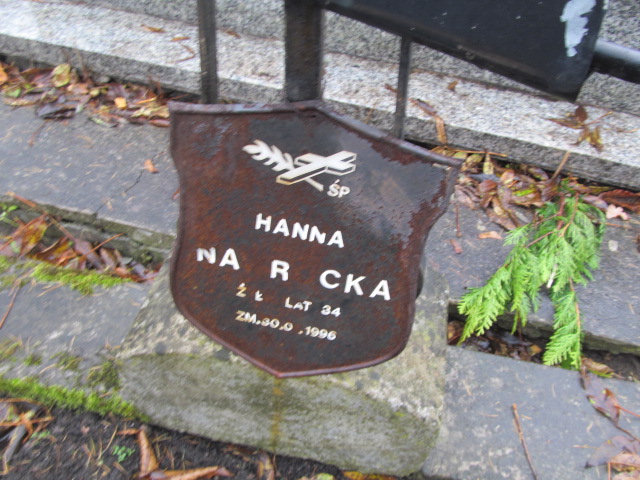 ŚP
HANNA
NA R CKA
Ż Ł LAT 34
ZM.30.0 .1996